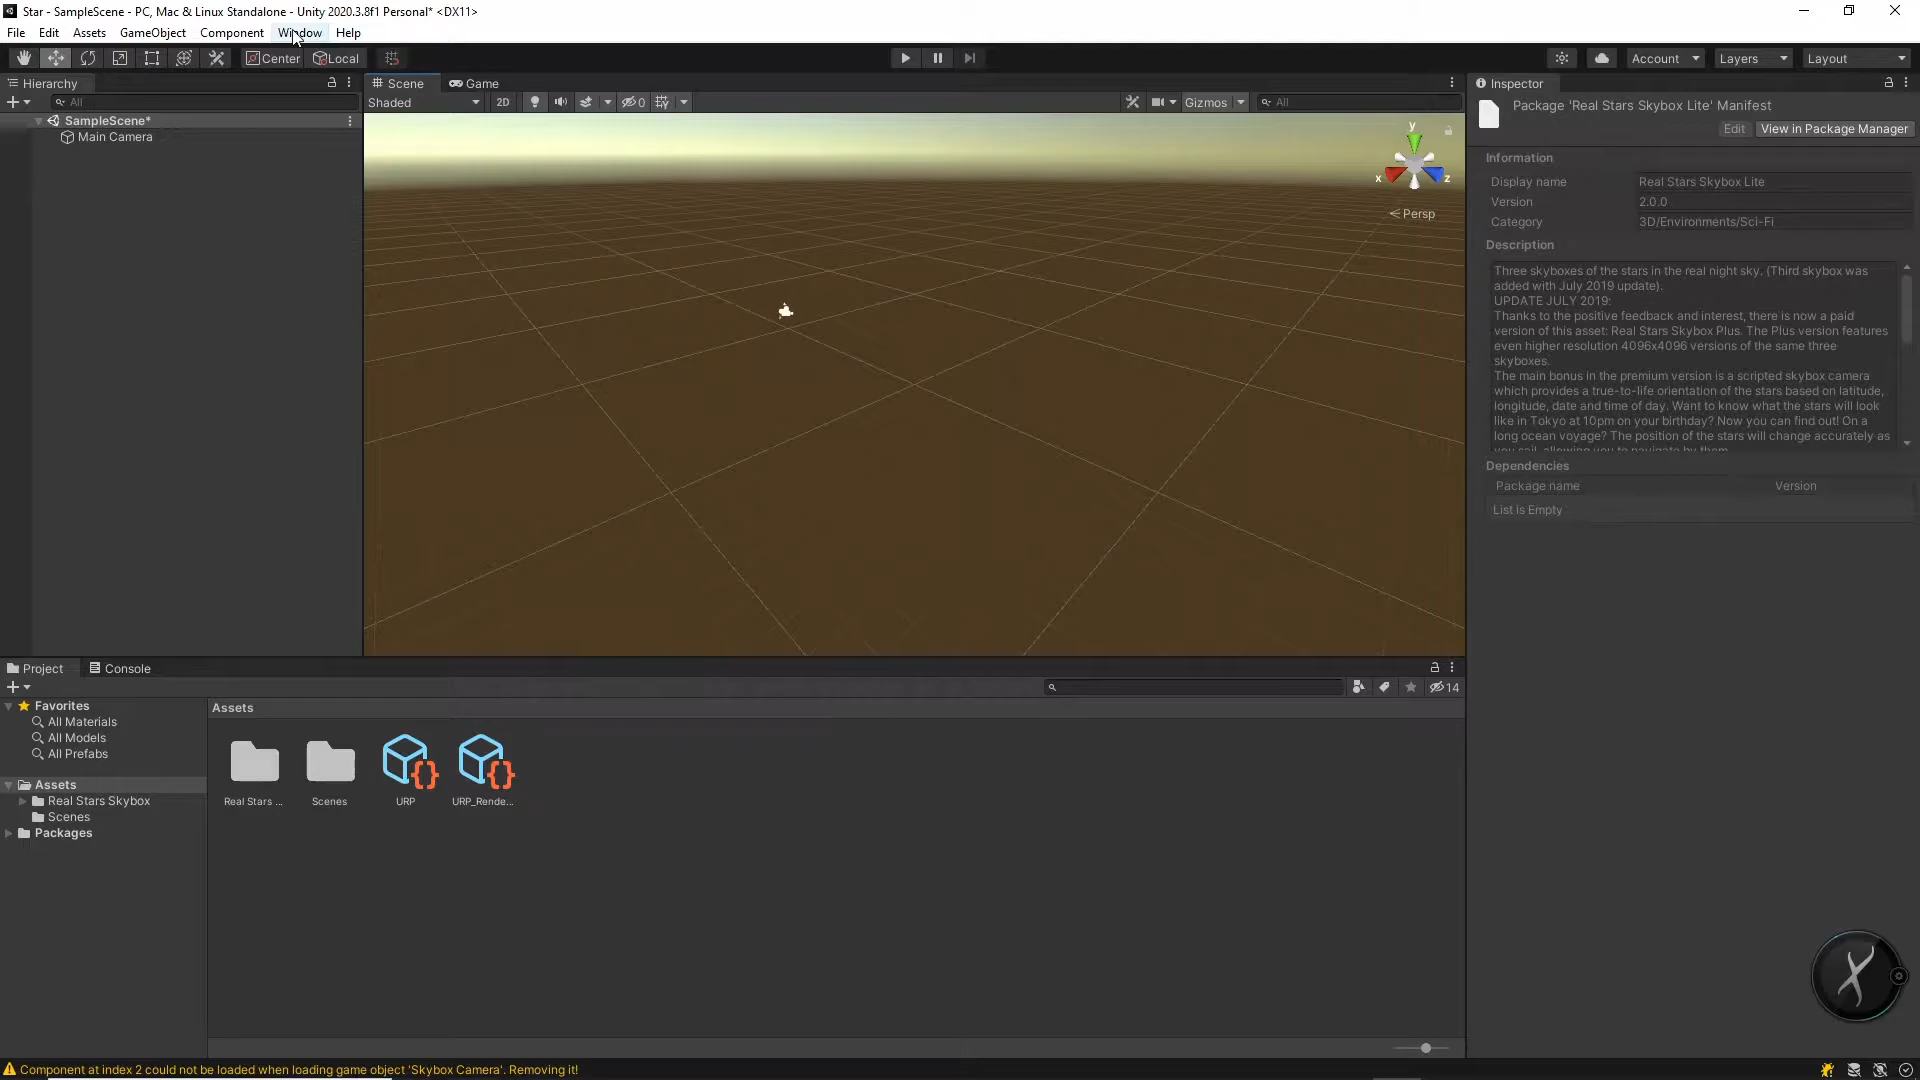 Star - SampleScene - PC, Mac & Linux Standalone - Unity 2020.3.8f1 Personal* <DX11>
File Edit Assets GameObject Component Window Help
Center Local Account Layers Layout
Hierarchy
All
SampleScene*
Main Camera
Scene Game
Shaded 2D 0 Gizmos All
y
x z
Persp
Inspector
Package 'Real Stars Skybox Lite' Manifest
Edit View in Package Manager
Information
Display name Real Stars Skybox Lite
Version 2.0.0
Category 3D/Environments/Sci-Fi
Description
Three skyboxes of the stars in the real night sky. (Third skybox was
added with July 2019 update).
UPDATE JULY 2019:
Thanks to the positive feedback and interest, there is now a paid
version of this asset: Real Stars Skybox Plus. The Plus version features
even higher resolution 4096x4096 versions of the same three
skyboxes.
The main bonus in the premium version is a scripted skybox camera
which provides a true-to-life orientation of the stars based on latitude,
longitude, date and time of day. Want to know what the stars will look
like in Tokyo at 10pm on your birthday? Now you can find out! On a
long ocean voyage? The position of the stars will change accurately as
you sail, allowing you to navigate by them.
Dependencies
Package name Version
List is Empty
Project Console
14
Favorites
All Materials
All Models
All Prefabs
Assets
Real Stars Skybox
Scenes
Packages
Assets
Real Stars ... Scenes URP URP_Rende...
Component at index 2 could not be loaded when loading game object 'Skybox Camera'. Removing it!